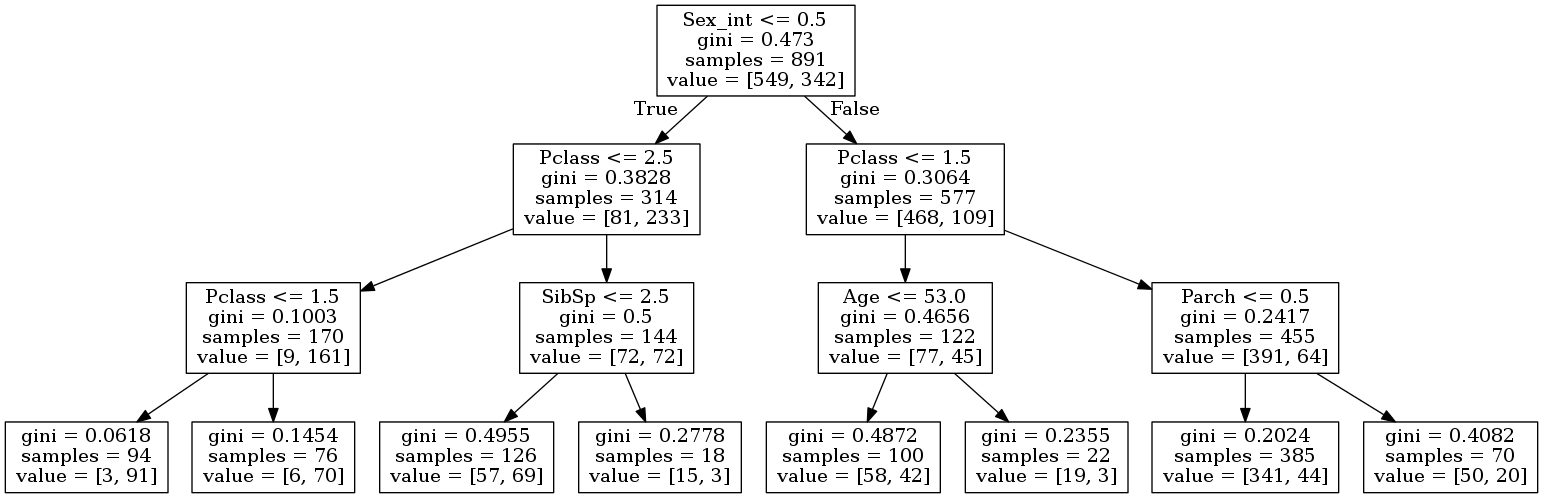 Sex_int <= 0.5
gini = 0.473
samples = 891
value = [549, 342]
True
False
Pclass <= 2.5
gini = 0.3828
samples = 314
value = [81, 233]
Pclass <= 1.5
gini = 0.3064
samples = 577
value = [468, 109]
Pclass <= 1.5
gini = 0.1003
samples = 170
value = [9, 161]
SibSp <= 2.5
gini = 0.5
samples = 144
value = [72, 72]
Age <= 53.0
gini = 0.4656
samples = 122
value = [77, 45]
Parch <= 0.5
gini = 0.2417
samples = 455
value = [391, 64]
gini = 0.0618
samples = 94
value = [3, 91]
gini = 0.1454
samples = 76
value = [6, 70]
gini = 0.4955
samples = 126
value = [57, 69]
gini = 0.2778
samples = 18
value = [15, 3]
gini = 0.4872
samples = 100
value = [58, 42]
gini = 0.2355
samples = 22
value = [19, 3]
gini = 0.2024
samples = 385
value = [341, 44]
gini = 0.4082
samples = 70
value = [50, 20]